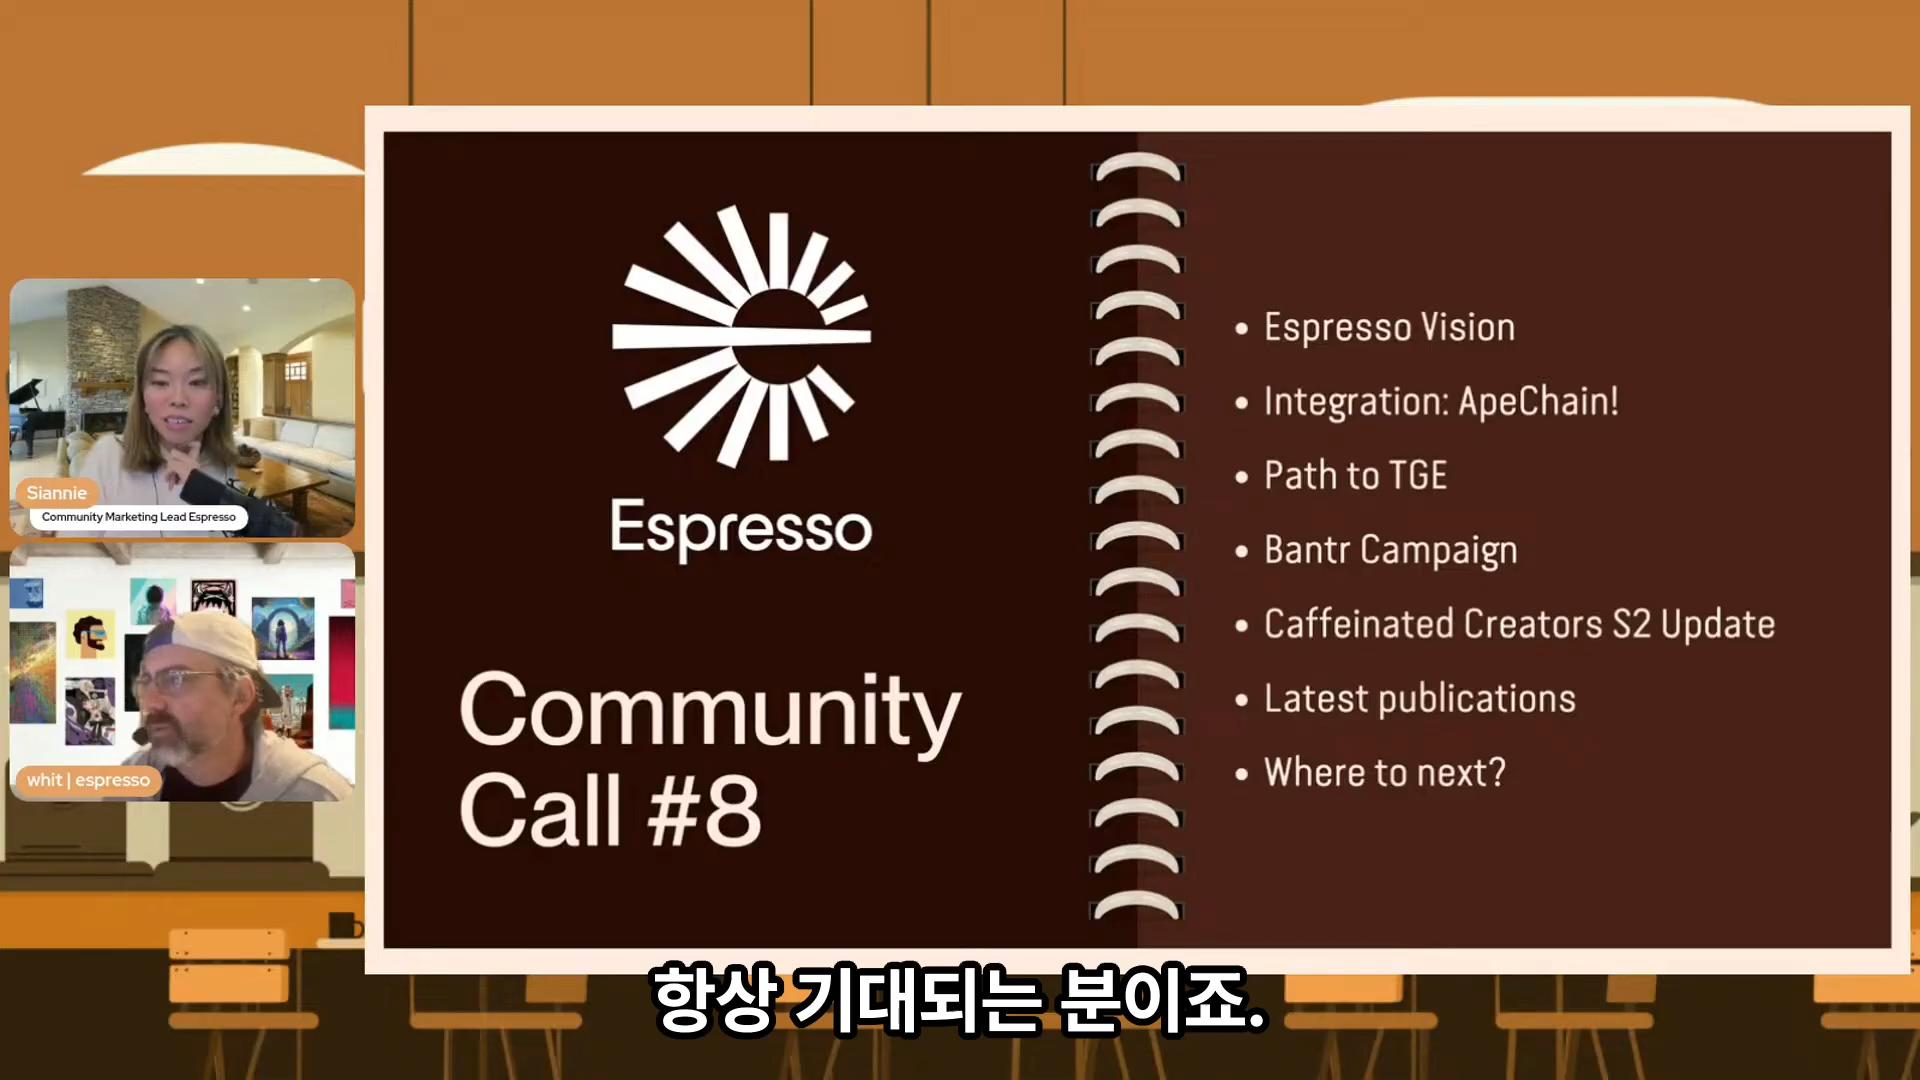 Siannie
Community Marketing Lead Espresso
whit | espresso
Espresso
Community
Call #8
• Espresso Vision
• Integration: ApeChain!
• Path to TGE
• Bantr Campaign
• Caffeinated Creators S2 Update
• Latest publications
• Where to next?
항상 기대되는 분이죠.